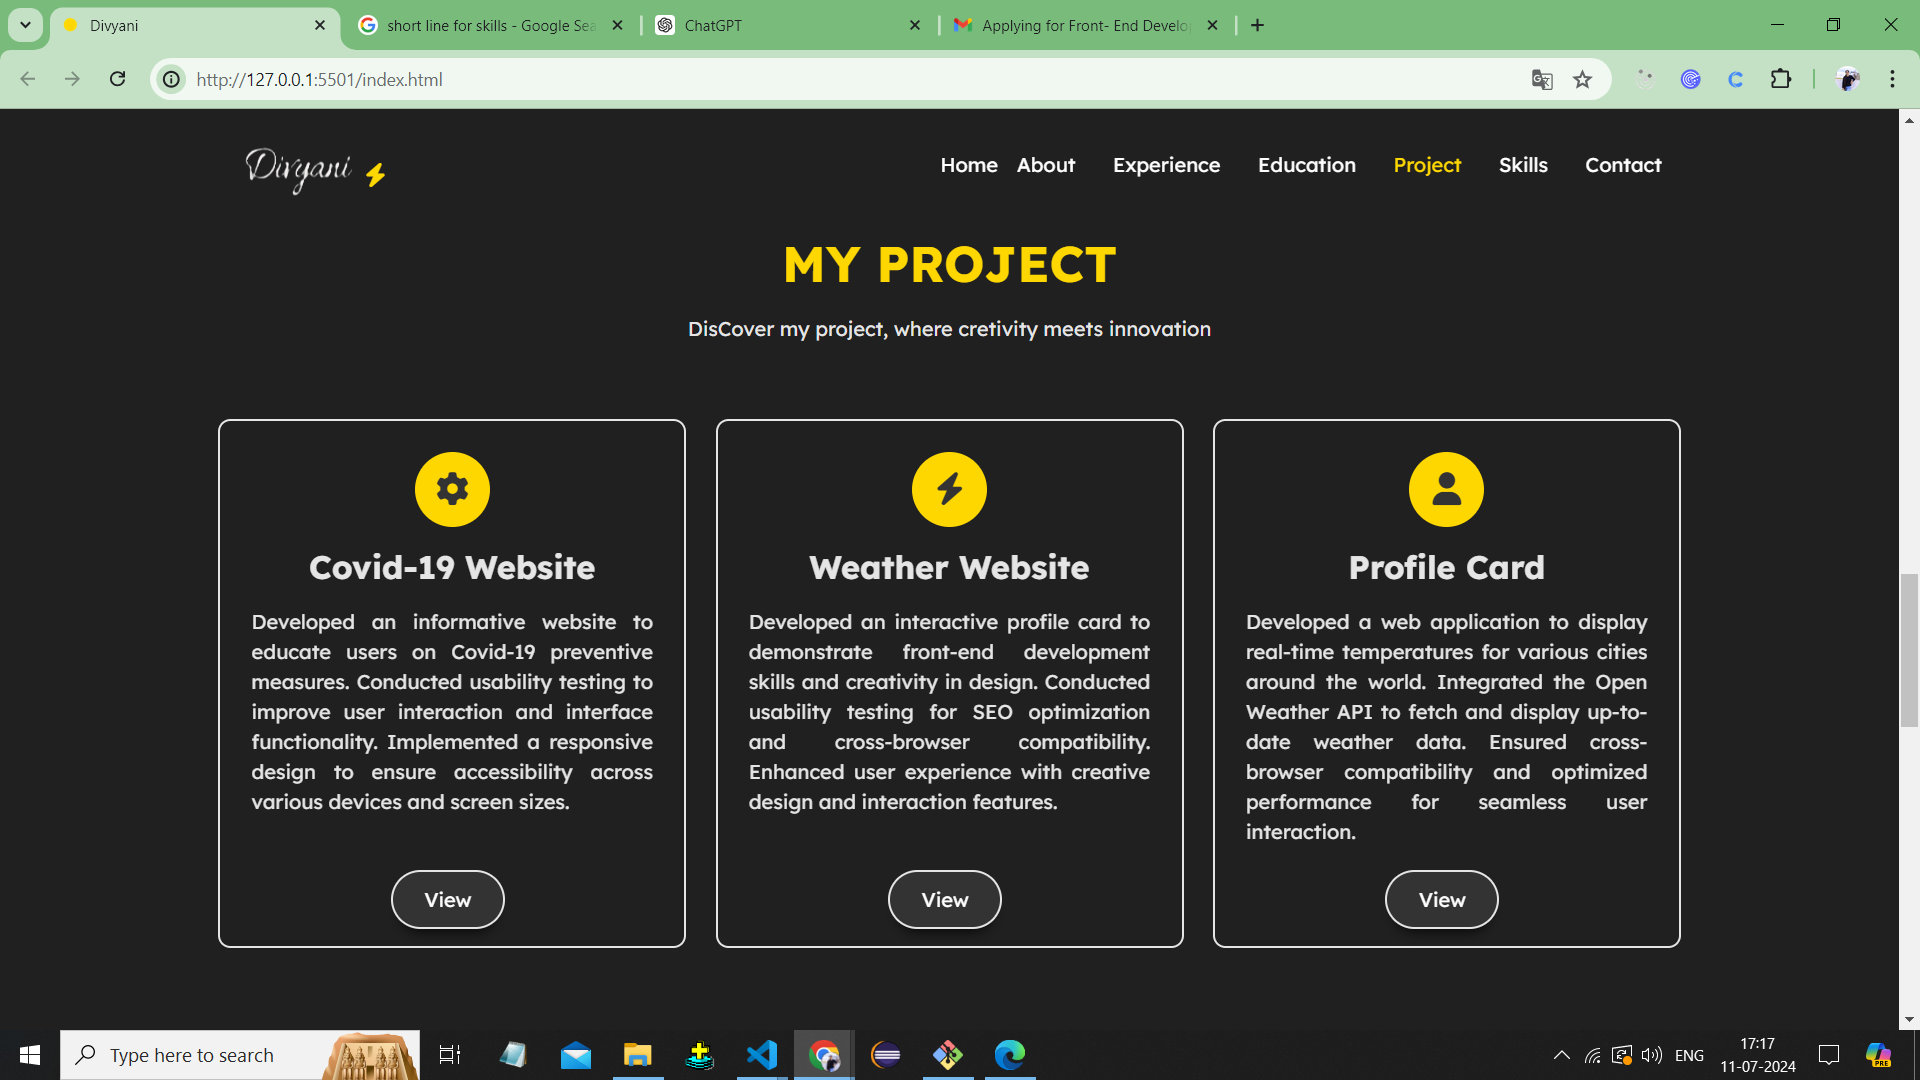 Divyani
short line for skills - Google Sea
ChatGPT
Applying for Front- End Develop
http://127.0.0.1:5501/index.html
Divyani
Home About Experience Education Project Skills Contact
MY PROJECT
DisCover my project, where cretivity meets innovation
Covid-19 Website
Developed an informative website to
educate users on Covid-19 preventive
measures. Conducted usability testing to
improve user interaction and interface
functionality. Implemented a responsive
design to ensure accessibility across
various devices and screen sizes.
View
Weather Website
Developed an interactive profile card to
demonstrate front-end development
skills and creativity in design. Conducted
usability testing for SEO optimization
and cross-browser compatibility.
Enhanced user experience with creative
design and interaction features.
View
Profile Card
Developed a web application to display
real-time temperatures for various cities
around the world. Integrated the Open
Weather API to fetch and display up-to-
date weather data. Ensured cross-
browser compatibility and optimized
performance for seamless user
interaction.
View
Type here to search
ENG
17:17
11-07-2024
PRE